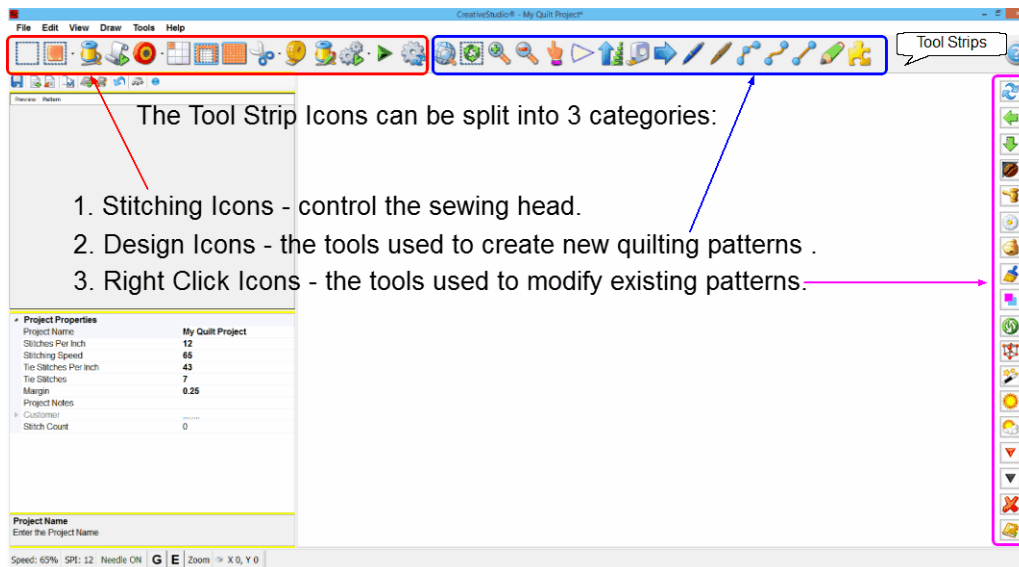 CreativeStudio® - My Quilt Project*
File Edit View Draw Tools Help
Tool Strips
Preview Pattern
The Tool Strip Icons can be split into 3 categories:
1. Stitching Icons - control the sewing head.
2. Design Icons - the tools used to create new quilting patterns .
3. Right Click Icons - the tools used to modify existing patterns.
Project Properties
Project Name My Quilt Project
Stitches Per Inch 12
Stitching Speed 65
Tie Stitches Per Inch 43
Tie Stitches 7
Margin 0.25
Project Notes
Customer ,,,,,,,
Stitch Count 0
Project Name
Enter the Project Name
Speed: 65% SPI: 12 Needle ON G E Zoom X 0, Y 0